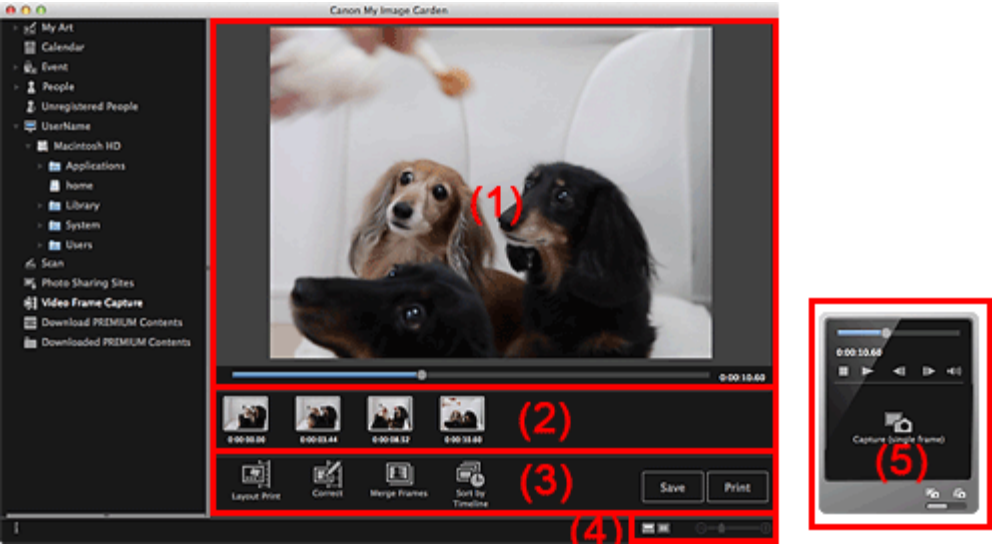 Canon My Image Garden
My Art
Calendar
Event
People
Unregistered People
UserName
Macintosh HD
Applications
home
Library
System
Users
Scan
Photo Sharing Sites
Video Frame Capture
Download PREMIUM Contents
Downloaded PREMIUM Contents
(1)
0:00:10.60
0:00:00.00
0:00:03.44
0:00:04.52
0:00:10.60
(2)
Layout Print
Correct
Merge Frames
Sort by
Timeline
(3)
Save
Print
(4)
0:00:10.60
Capture (single frame)
(5)